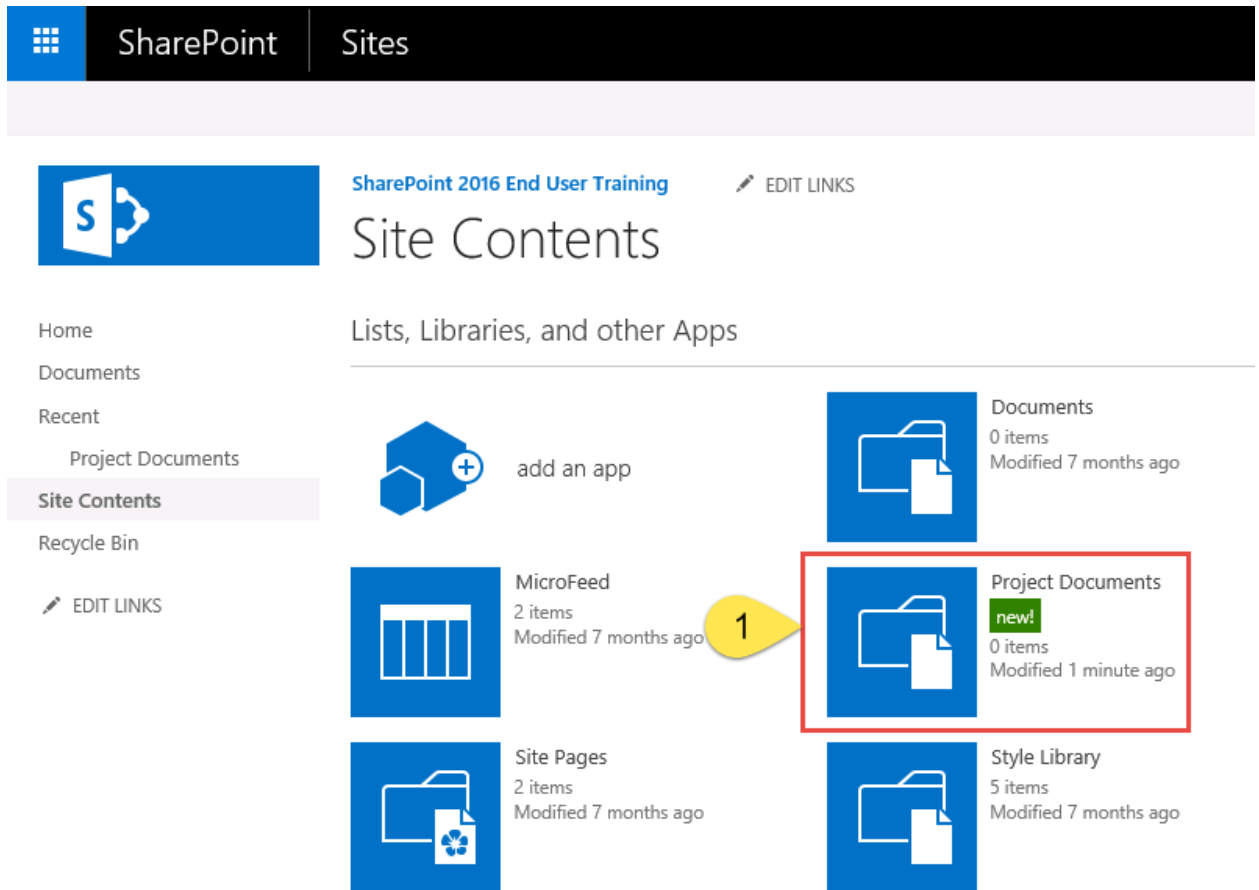 SharePoint
Sites
S
SharePoint 2016 End User Training
EDIT LINKS
Site Contents
Home
Documents
Recent
Project Documents
Site Contents
Recycle Bin
EDIT LINKS
Lists, Libraries, and other Apps
add an app
Documents
0 items
Modified 7 months ago
MicroFeed
2 items
Modified 7 months ago
1
Project Documents
new!
0 items
Modified 1 minute ago
Site Pages
2 items
Modified 7 months ago
Style Library
5 items
Modified 7 months ago